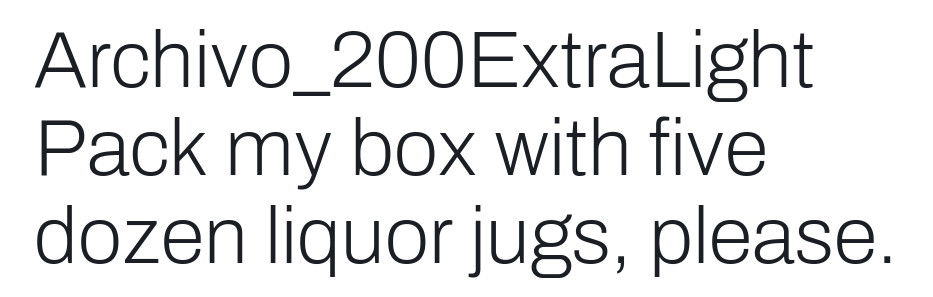 Archivo_200ExtraLight
Pack my box with five
dozen liquor jugs, please.